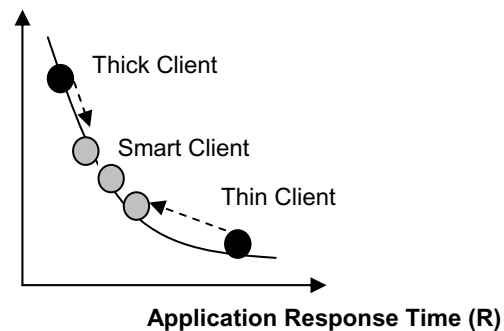 Thick Client
Smart Client
Thin Client
Application Response Time (R)